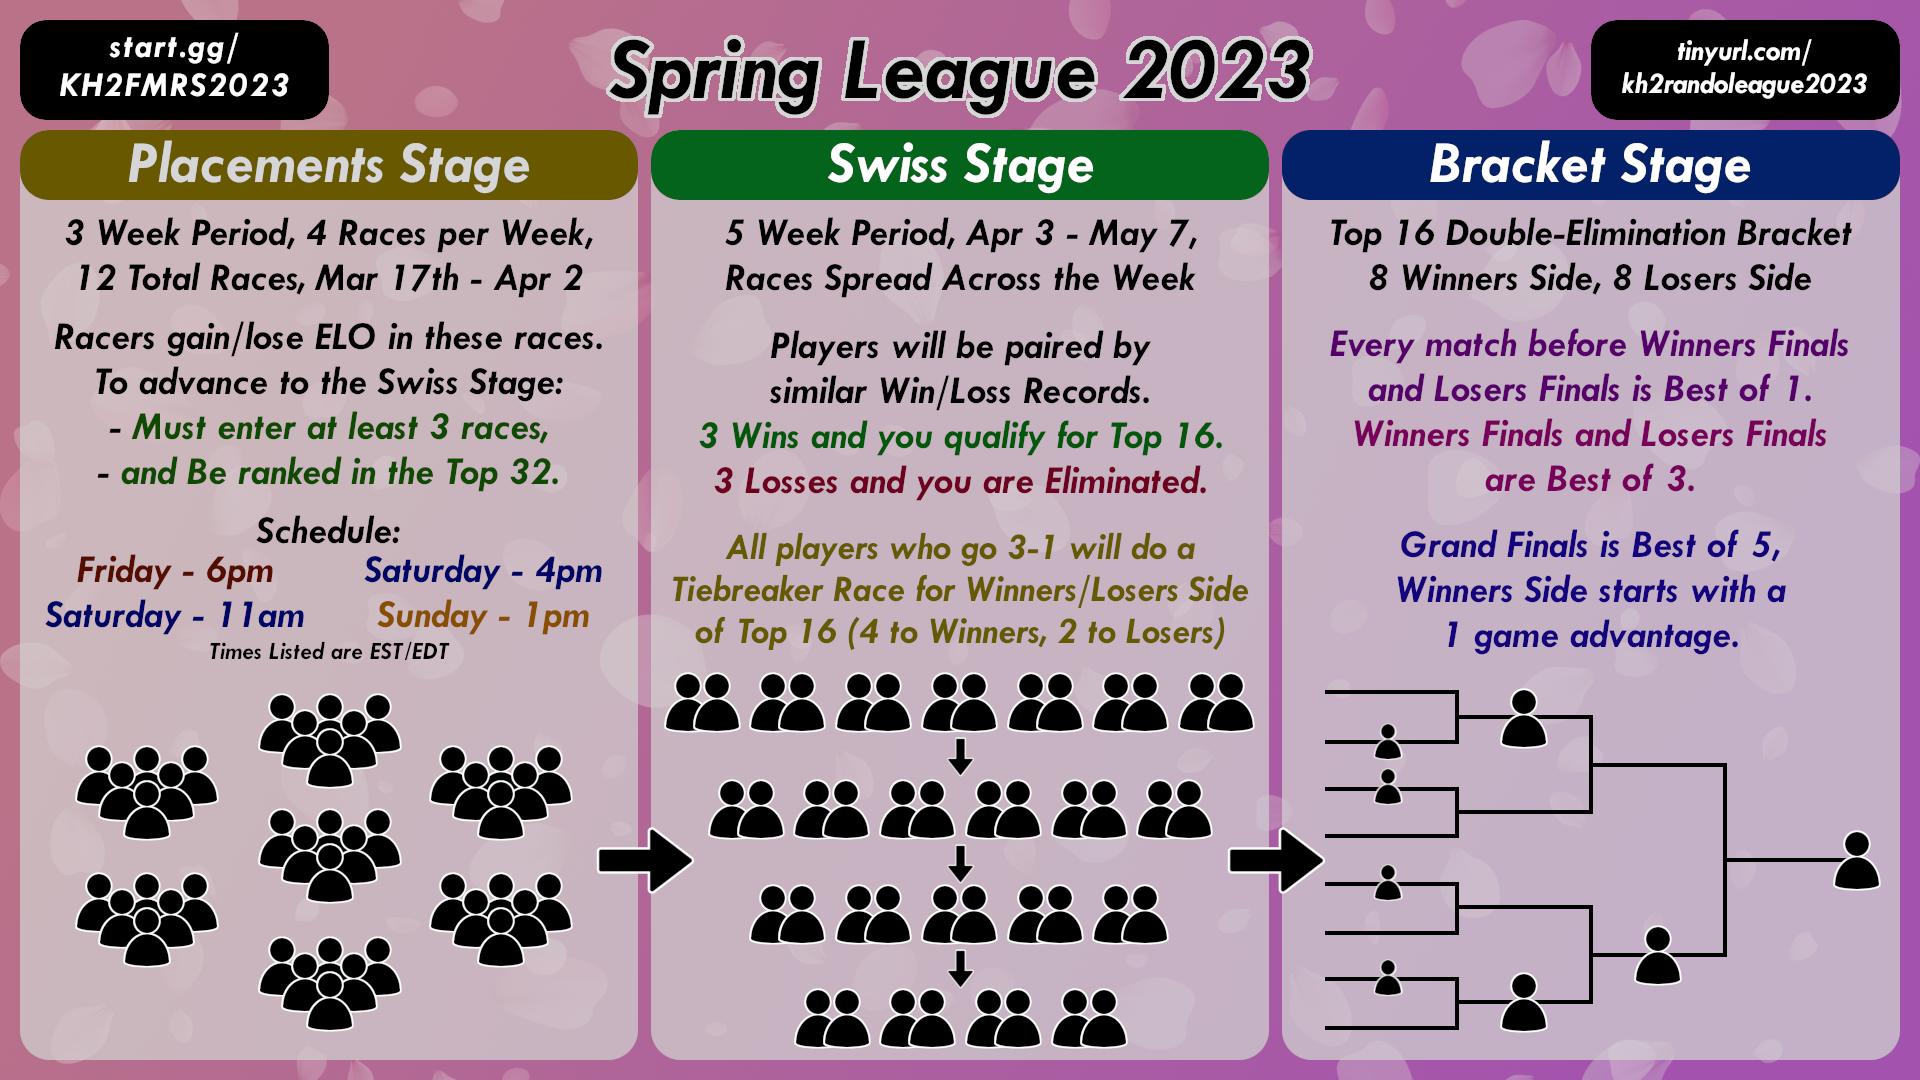 start.gg/
KH2FMRS2023
Spring League 2023
tinyurl.com/
kh2randoleague2023
Placements Stage
3 Week Period, 4 Races per Week,
12 Total Races, Mar 17th - Apr 2
Racers gain/lose ELO in these races.
To advance to the Swiss Stage:
- Must enter at least 3 races,
- and Be ranked in the Top 32.
Schedule:
Friday - 6pm
Saturday - 4pm
Saturday - 11am
Sunday - 1pm
Times Listed are EST/EDT
Swiss Stage
5 Week Period, Apr 3 - May 7,
Races Spread Across the Week
Players will be paired by
similar Win/Loss Records.
3 Wins and you qualify for Top 16.
3 Losses and you are Eliminated.
All players who go 3-1 will do a
Tiebreaker Race for Winners/Losers Side
of Top 16 (4 to Winners, 2 to Losers)
Bracket Stage
Top 16 Double-Elimination Bracket
8 Winners Side, 8 Losers Side
Every match before Winners Finals
and Losers Finals is Best of 1.
Winners Finals and Losers Finals
are Best of 3.
Grand Finals is Best of 5,
Winners Side starts with a
1 game advantage.